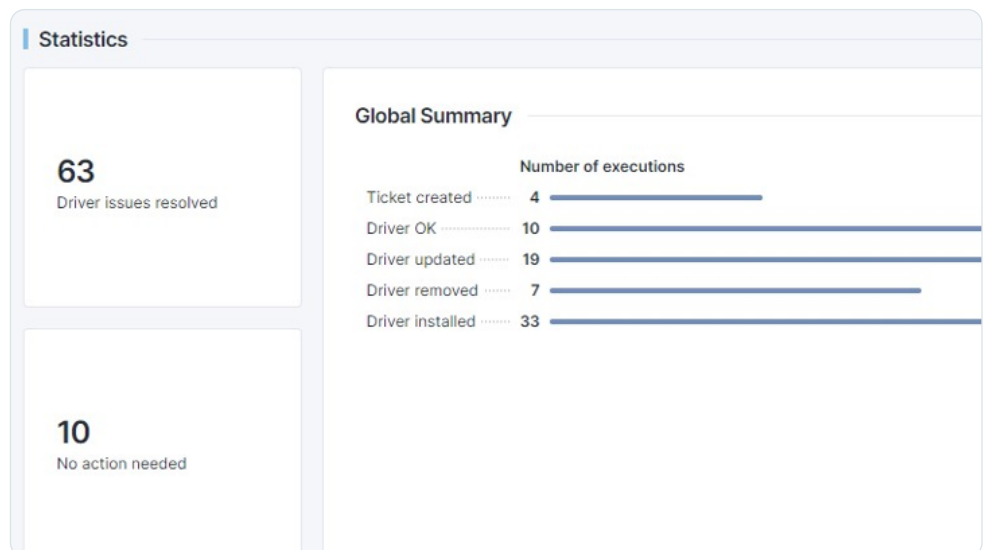 Statistics
63
Driver issues resolved
10
No action needed
Global Summary
Number of executions
Ticket created 4
Driver OK 10
Driver updated 19
Driver removed 7
Driver installed 33